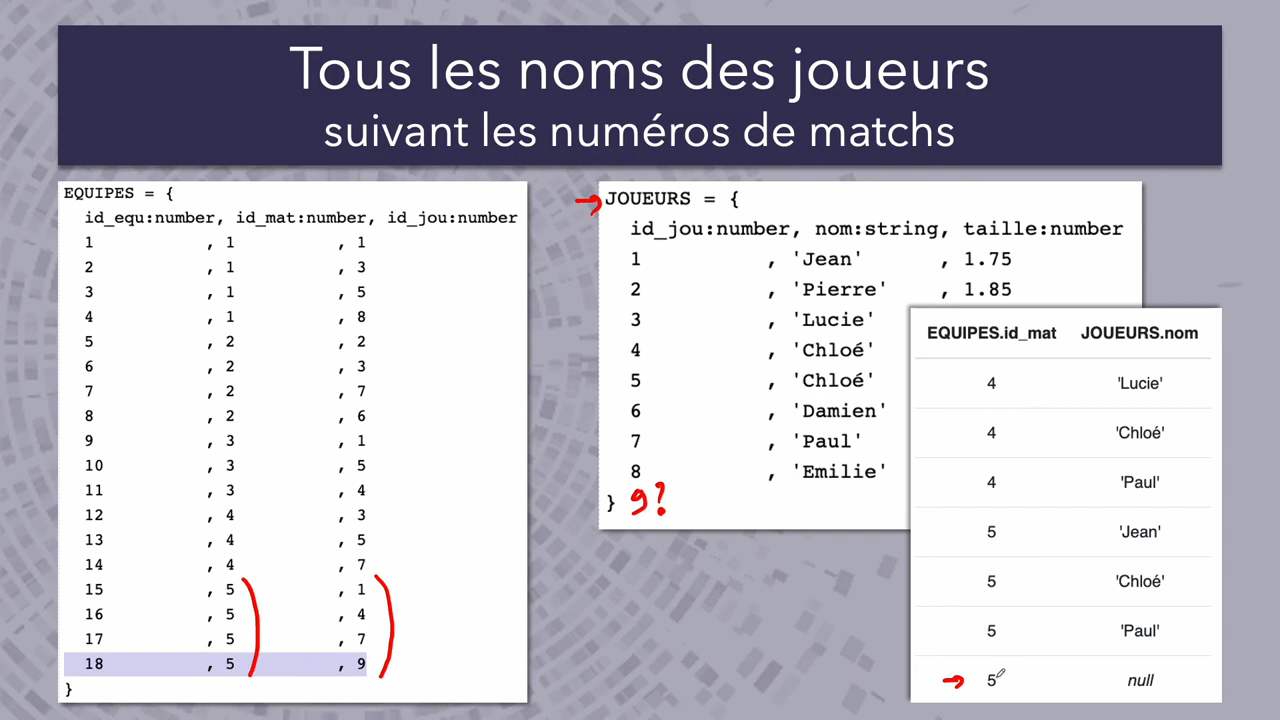 Tous les noms des joueurs
suivant les numéros de matchs
EQUIPES = {
id_equ:number, id_mat:number, id_jou:number
1 , 1 , 1
2 , 1 , 3
3 , 1 , 5
4 , 1 , 8
5 , 2 , 2
6 , 2 , 3
7 , 2 , 7
8 , 2 , 6
9 , 3 , 1
10 , 3 , 5
11 , 3 , 4
12 , 4 , 3
13 , 4 , 5
14 , 4 , 7
15 , 5 , 1
16 , 5 , 4
17 , 5 , 7
18 , 5 , 9
}
JOUEURS = {
id_jou:number, nom:string, taille:number
1 , 'Jean' , 1.75
2 , 'Pierre' , 1.85
3 , 'Lucie'
4 , 'Chloé'
5 , 'Chloé'
6 , 'Damien'
7 , 'Paul'
8 , 'Emilie'
} 9?
EQUIPES.id_mat JOUEURS.nom
4 'Lucie'
4 'Chloé'
4 'Paul'
5 'Jean'
5 'Chloé'
5 'Paul'
5 null